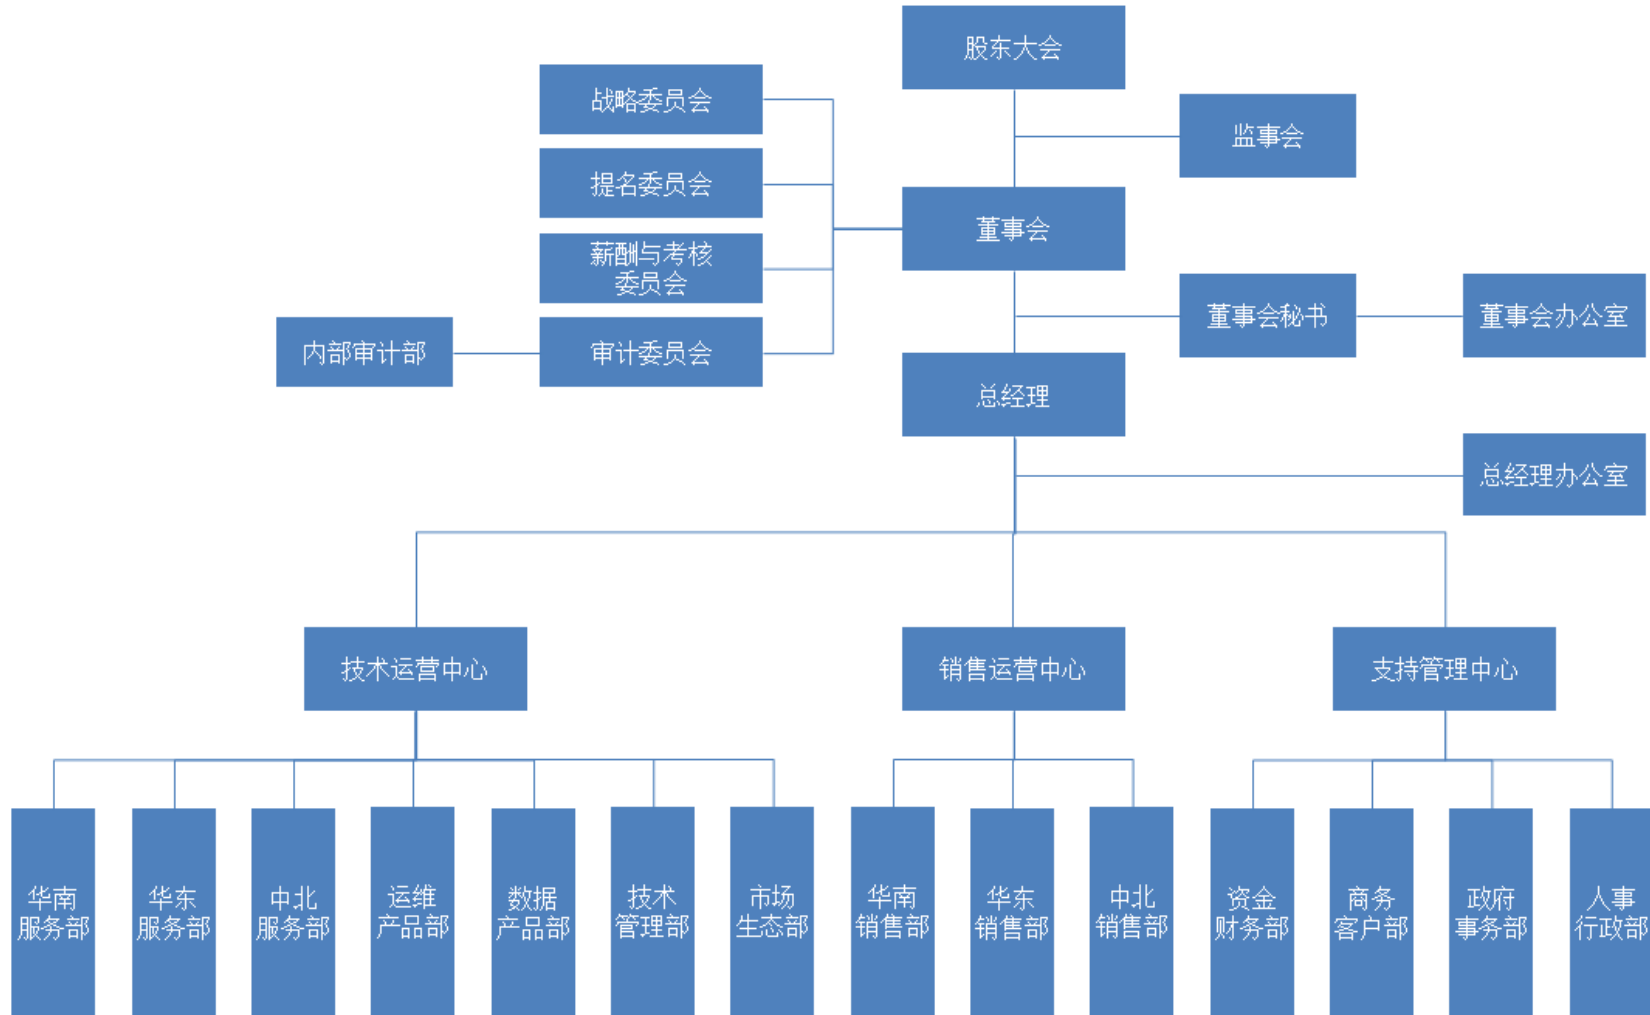 股东大会
战略委员会
监事会
提名委员会
董事会
薪酬与考核
委员会
董事会秘书
董事会办公室
内部审计部
审计委员会
总经理
总经理办公室
技术运营中心
销售运营中心
支持管理中心
华南
服务部
华东
服务部
中北
服务部
运维
产品部
数据
产品部
技术
管理部
市场
生态部
华南
销售部
华东
销售部
中北
销售部
资金
财务部
商务
客户部
政府
事务部
人事
行政部